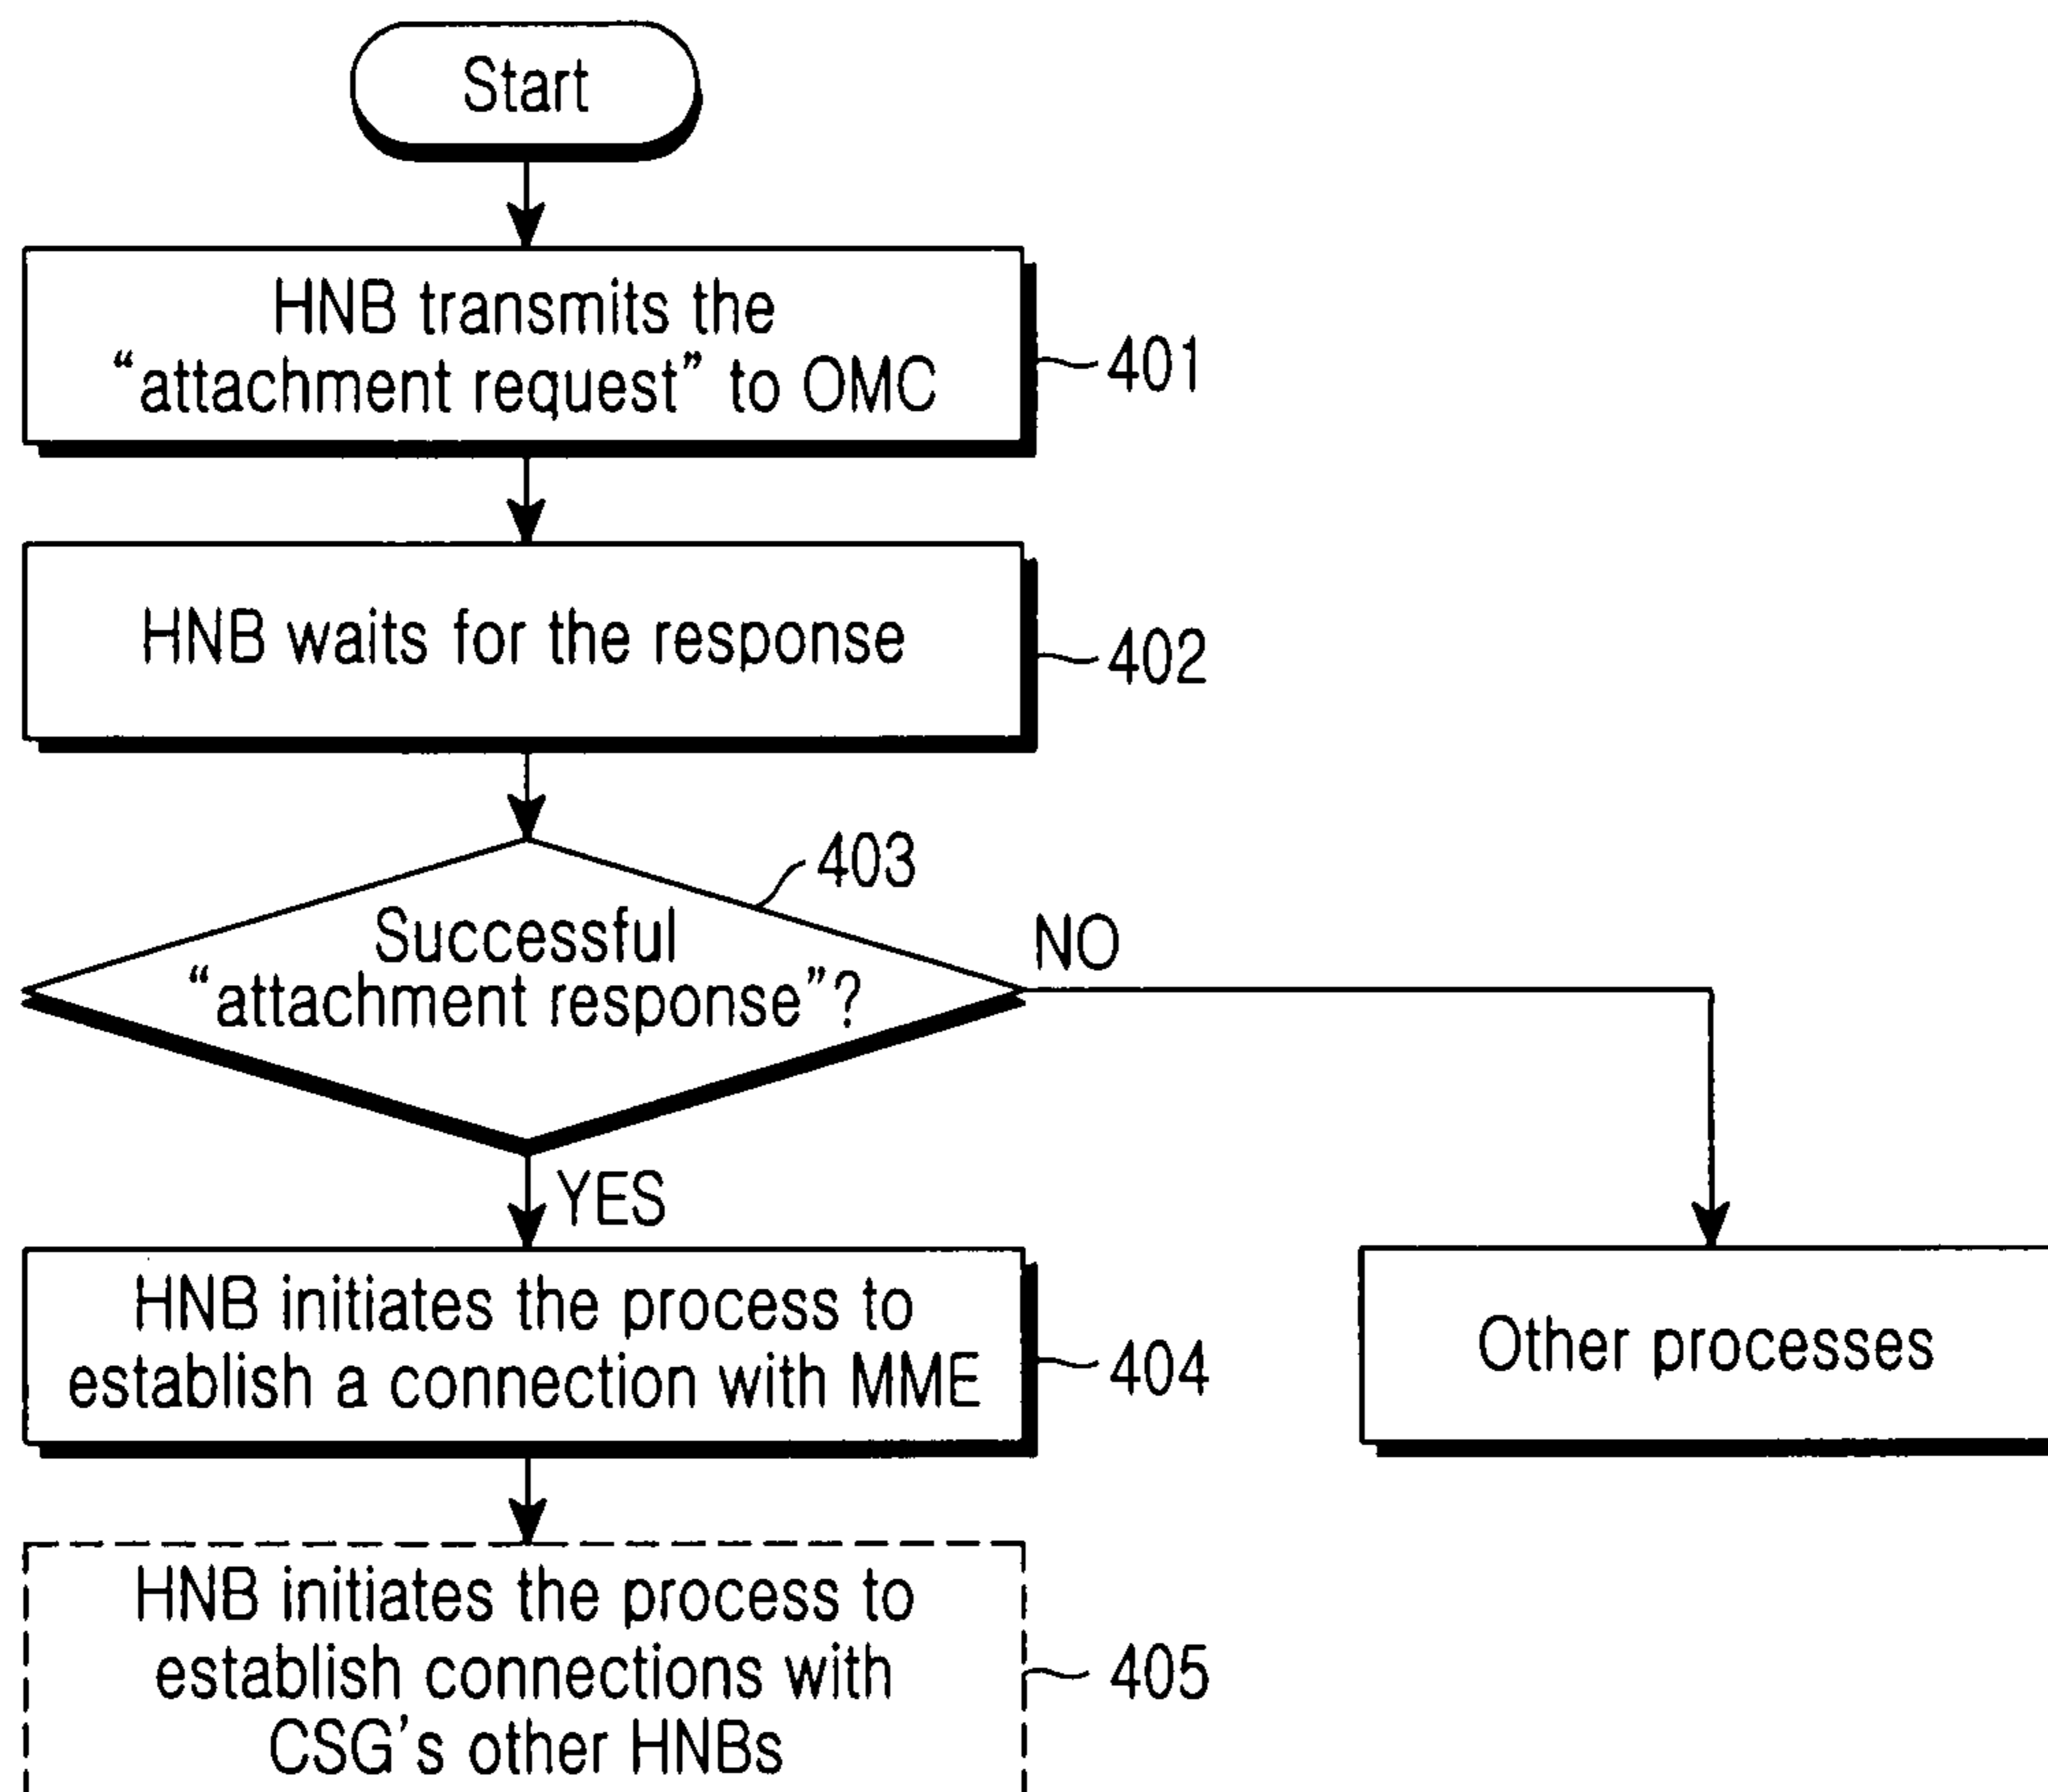 Start
HNB transmits the
“attachment request” to OMC
401
HNB waits for the response
402
403
Successful
“attachment response”?
NO
YES
HNB initiates the process to
establish a connection with MME
404
Other processes
HNB initiates the process to
establish connections with
CSG's other HNBs
405